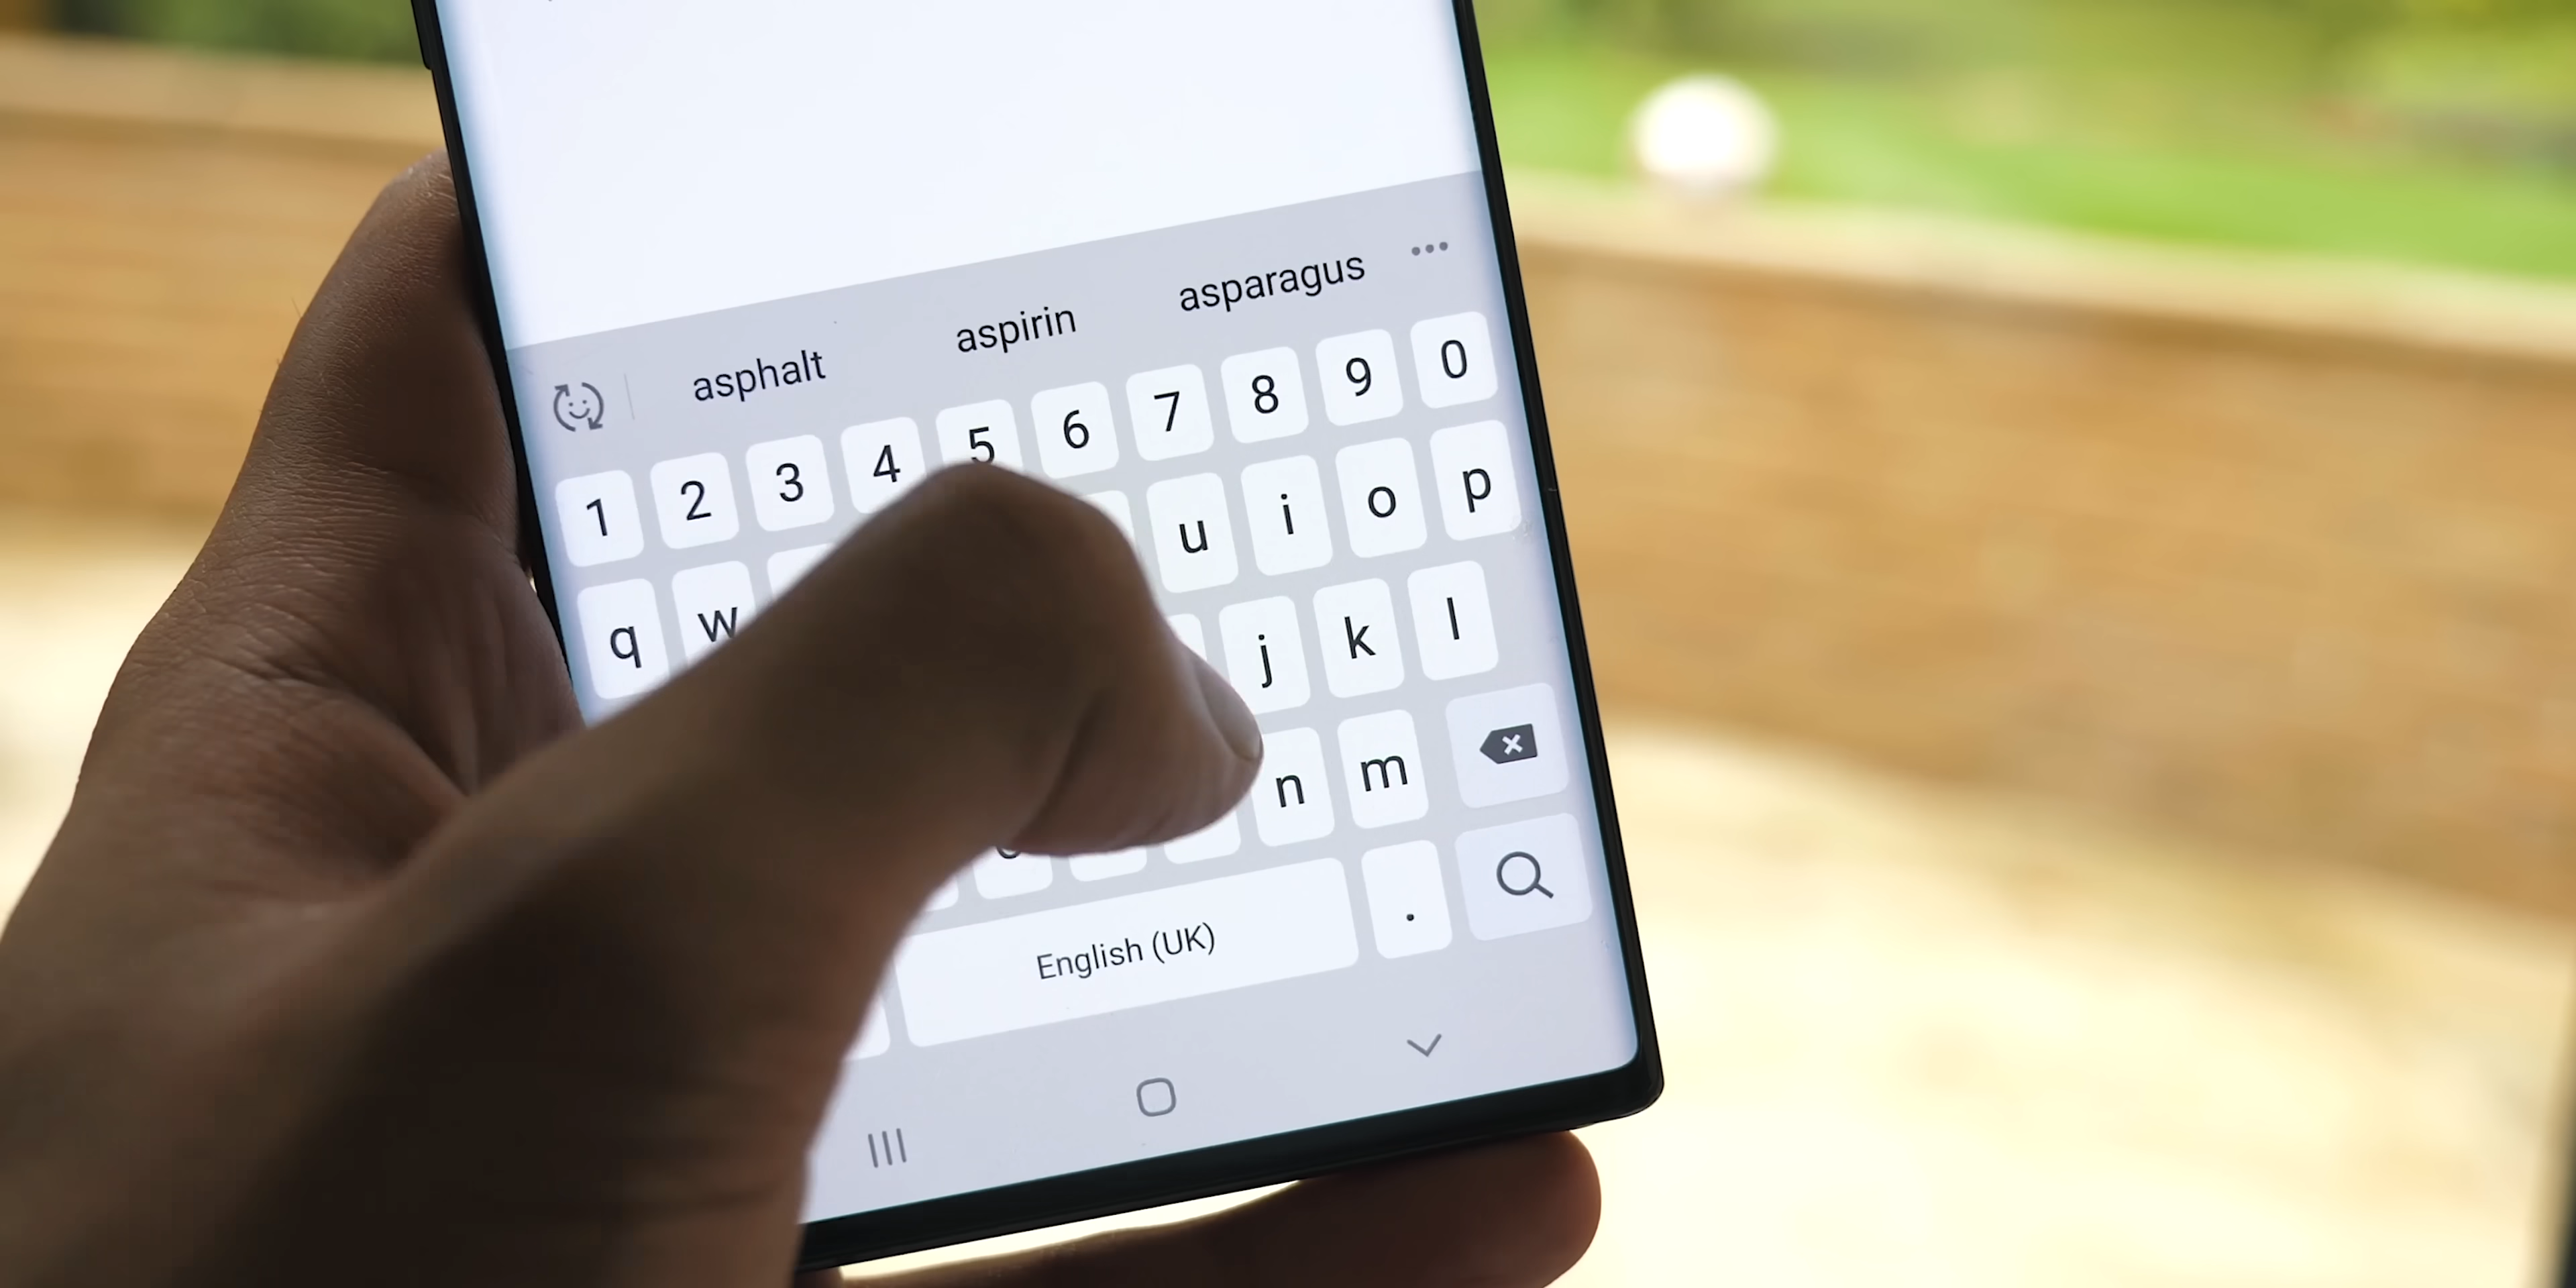 asphalt aspirin asparagus
1 2 3 4 5 6 7 8 9 0
q w u i o p
j k l
n m
English (UK) .